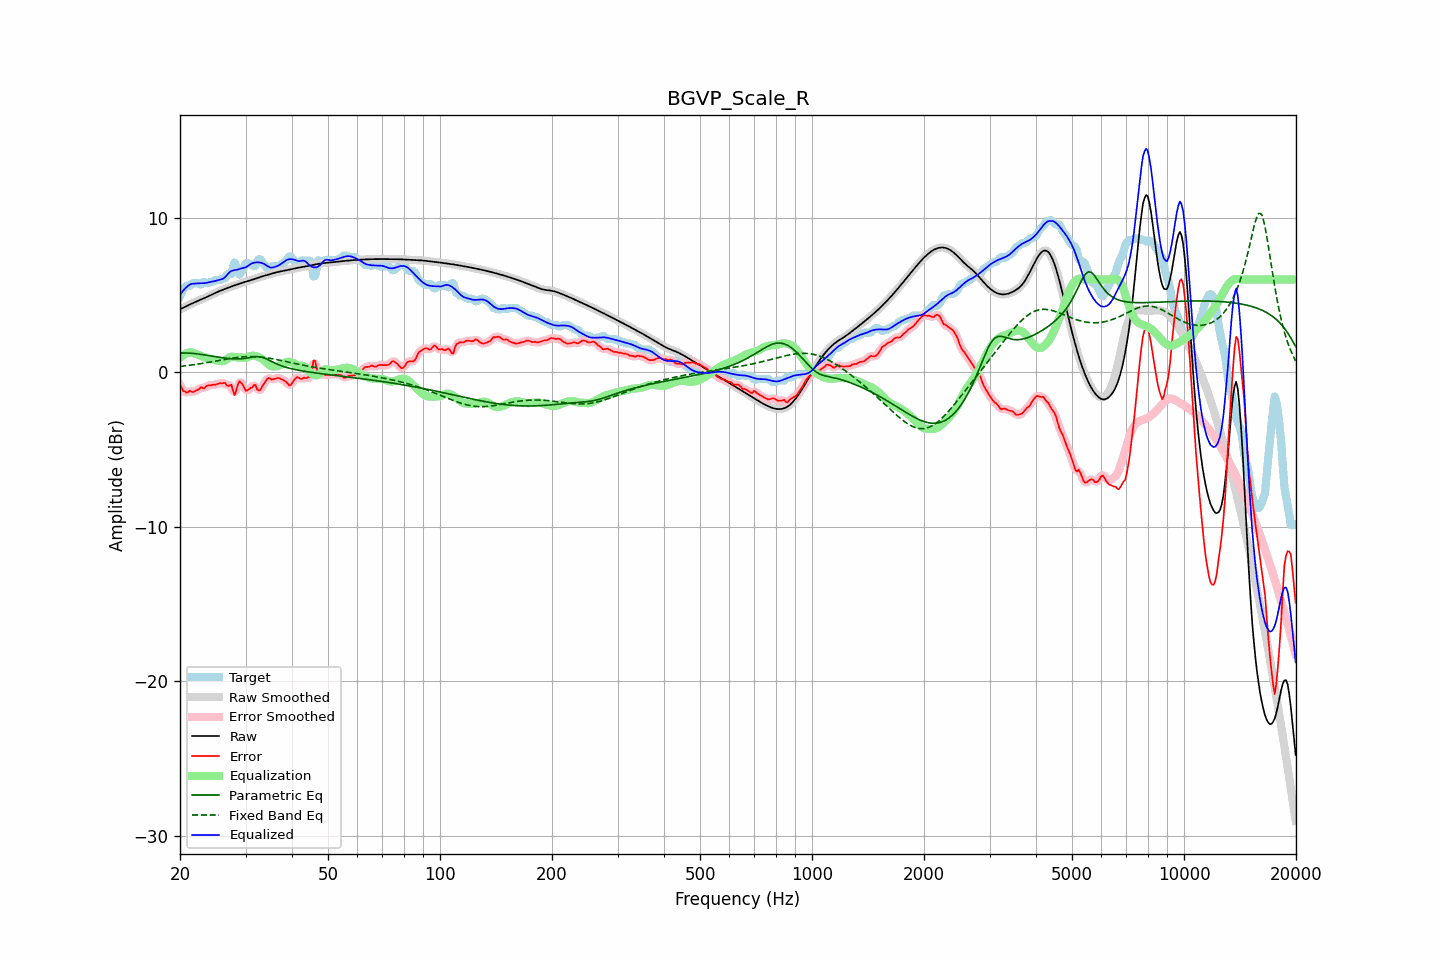 BGVP_Scale_R
Amplitude (dBr)
10
0
−10
−20
−30
Target
Raw Smoothed
Error Smoothed
Raw
Error
Equalization
Parametric Eq
Fixed Band Eq
Equalized
20 50 100 200 500 1000 2000 5000 10000 20000
Frequency (Hz)